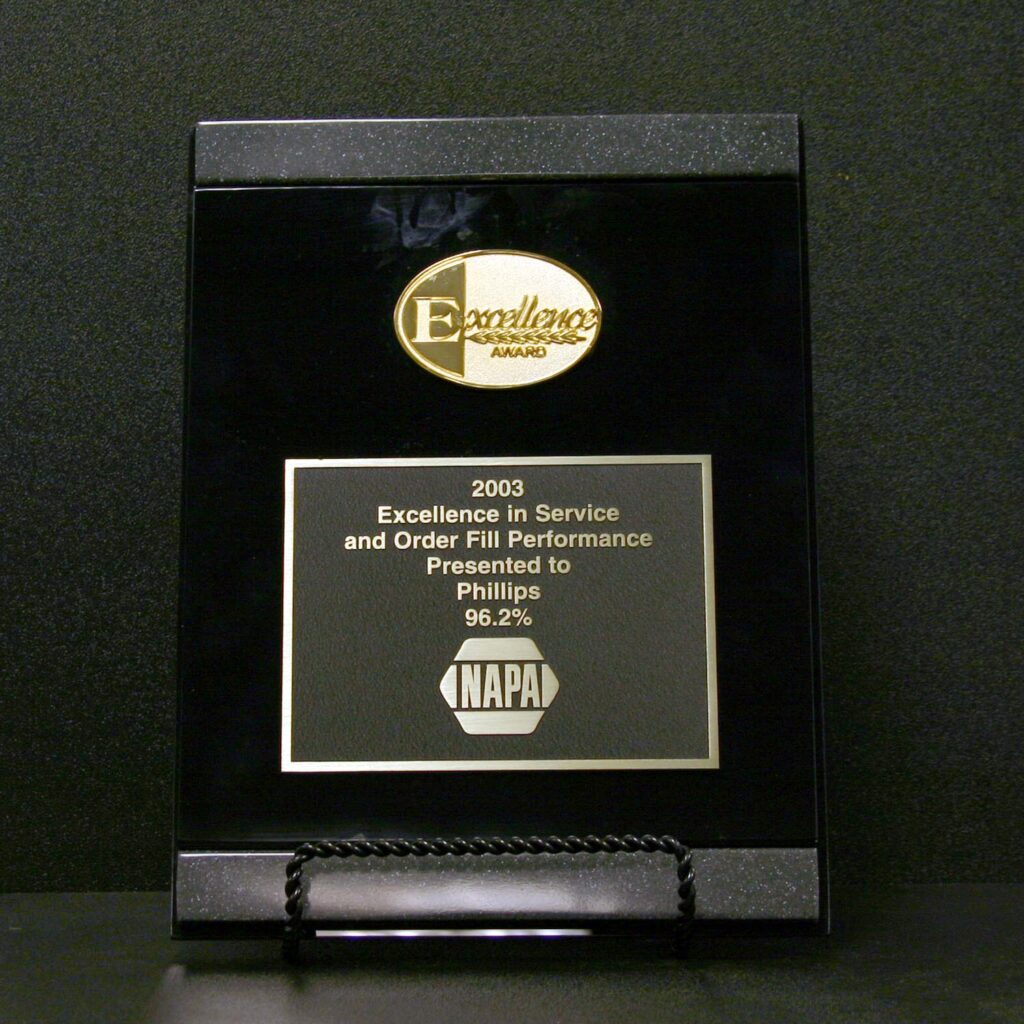 Excellence
AWARD
2003
Excellence in Service
and Order Fill Performance
Presented to
Phillips
96.2%
NAPA